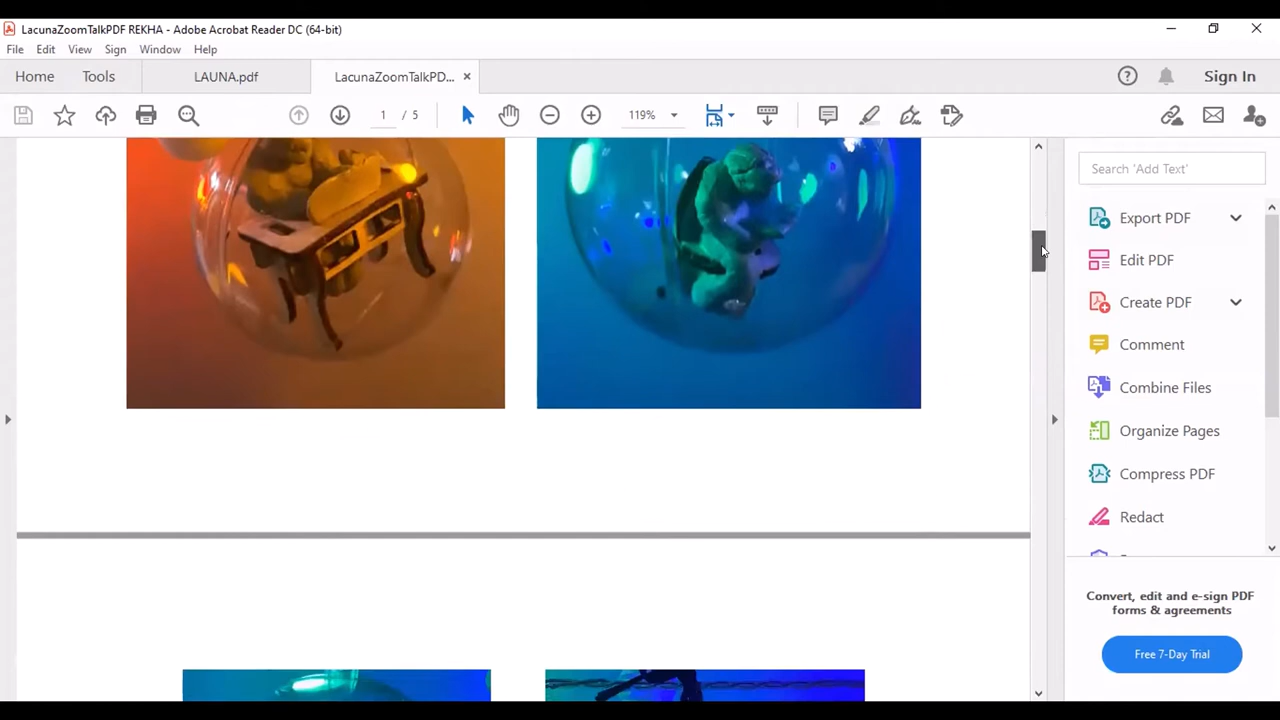 LacunaZoomTalkPDF REKHA - Adobe Acrobat Reader DC (64-bit)
File Edit View Sign Window Help
Home Tools LAUNA.pdf LacunaZoomTalkPD... Sign In
1 / 5 119%
Search 'Add Text'
Export PDF
Edit PDF
Create PDF
Comment
Combine Files
Organize Pages
Compress PDF
Redact
Convert, edit and e-sign PDF
forms & agreements
Free 7-Day Trial